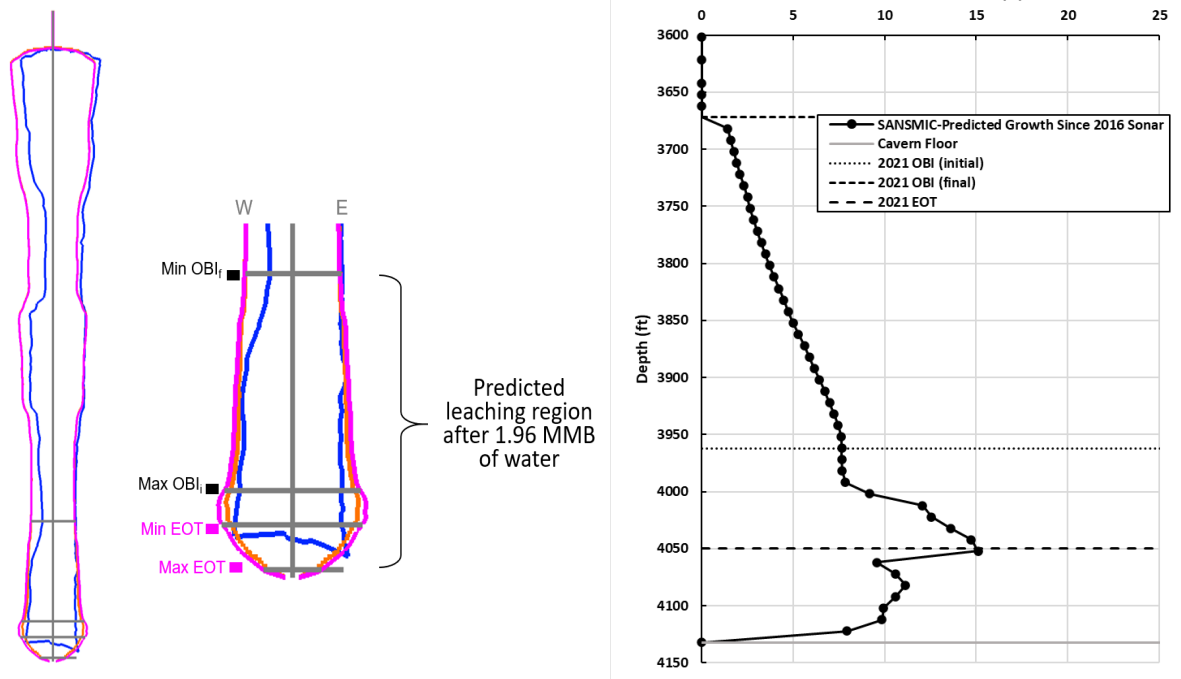 W E
Min OBIf
Max OBIi
Min EOT
Max EOT
Predicted
leaching region
after 1.96 MMB
of water
0 5 10 15 20 25
Depth (ft)
3600
3650
3700
3750
3800
3850
3900
3950
4000
4050
4100
4150
SANSMIC-Predicted Growth Since 2016 Sonar
Cavern Floor
2021 OBI (initial)
2021 OBI (final)
2021 EOT